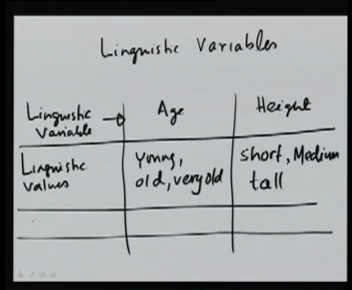 Linguistic Variables
Linguistic Variable → Age Height
Linguistic Values young, old, very old short, Medium tall